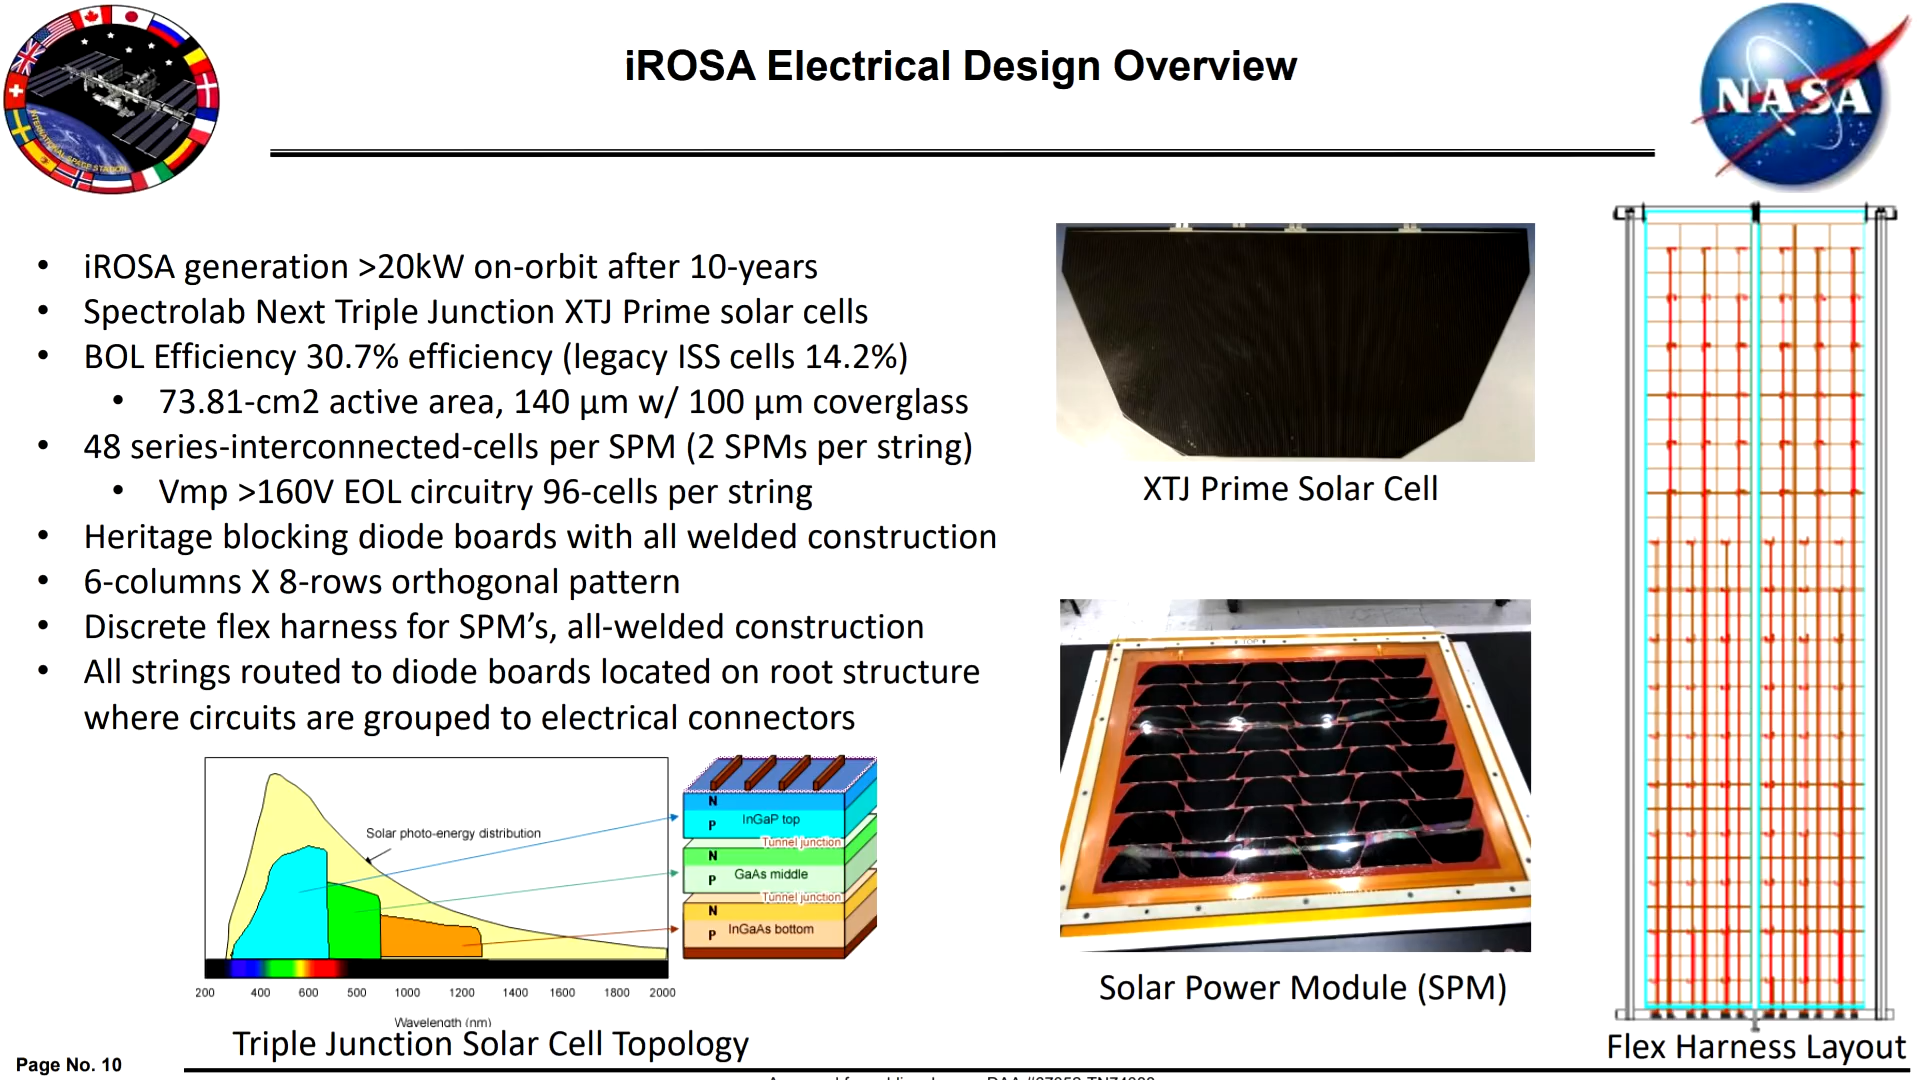 iROSA Electrical Design Overview
INTERNATIONAL SPACE STATION
NASA
• iROSA generation >20kW on-orbit after 10-years
• Spectrolab Next Triple Junction XTJ Prime solar cells
• BOL Efficiency 30.7% efficiency (legacy ISS cells 14.2%)
• 73.81-cm2 active area, 140 µm w/ 100 µm coverglass
• 48 series-interconnected-cells per SPM (2 SPMs per string)
• Vmp >160V EOL circuitry 96-cells per string
• Heritage blocking diode boards with all welded construction
• 6-columns X 8-rows orthogonal pattern
• Discrete flex harness for SPM’s, all-welded construction
• All strings routed to diode boards located on root structure
where circuits are grouped to electrical connectors
XTJ Prime Solar Cell
TOP
Solar Power Module (SPM)
Flex Harness Layout
Solar photo-energy distribution
N
P InGaP top
Tunnel junction
N
P GaAs middle
Tunnel junction
N
P InGaAs bottom
200 400 600 500 1000 1200 1400 1600 1800 2000
Wavelength (nm)
Triple Junction Solar Cell Topology
Page No. 10